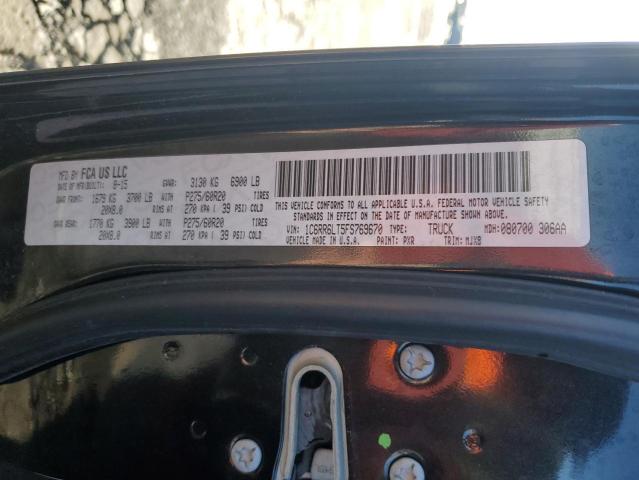 MFD BY FCA US LLC
DATE OF MFR(BUILT): 8-15 GVWR: 3130 KG 6900 LB
GAWR FRONT: 1679 KG 3700 LB WITH P275/60R20 TIRES
20X8.0 RIMS AT 270 KPA ( 39 PSI) COLD
GAWR REAR: 1770 KG 3900 LB WITH P275/60R20 TIRES
20X8.0 RIMS AT 270 KPA ( 39 PSI) COLD
THIS VEHICLE CONFORMS TO ALL APPLICABLE U.S.A. FEDERAL MOTOR VEHICLE SAFETY
STANDARDS IN EFFECT ON THE DATE OF MANUFACTURE SHOWN ABOVE.
VIN: 1C6RR6LT5FS769670 TYPE: TRUCK MDH: 080700 306AA
VEHICLE MADE IN U.S.A. PAINT: PXR TRIM: MJX8